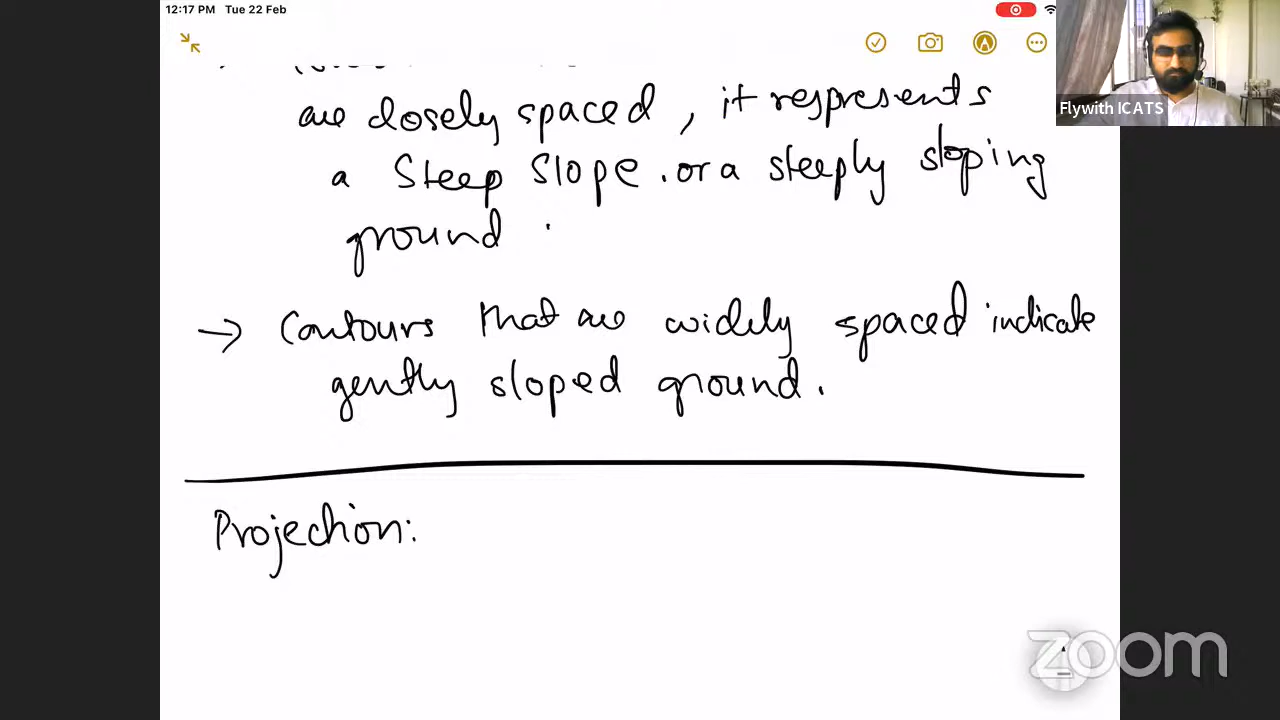 12:17 PM Tue 22 Feb
Flywith ICATS
are closely spaced, it respresents
a Steep Slope. or a steeply sloping
ground .
→ Contours that are widely spaced indicate
gently sloped ground.
Projection:
zoom